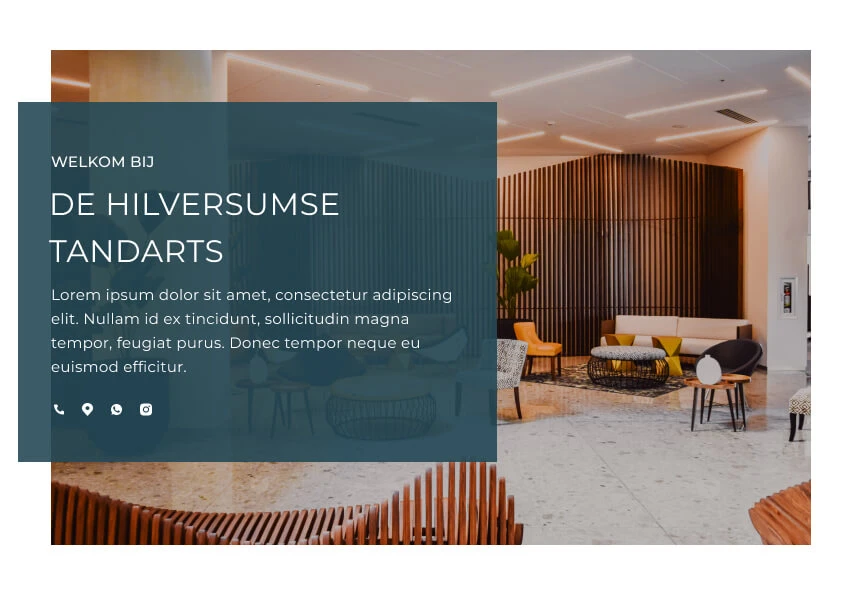 WELKOM BIJ
DE HILVERSUMSE
TANDARTS
Lorem ipsum dolor sit amet, consectetur adipiscing
elit. Nullam id ex tincidunt, sollicitudin magna
tempor, feugiat purus. Donec tempor neque eu
euismod efficitur.